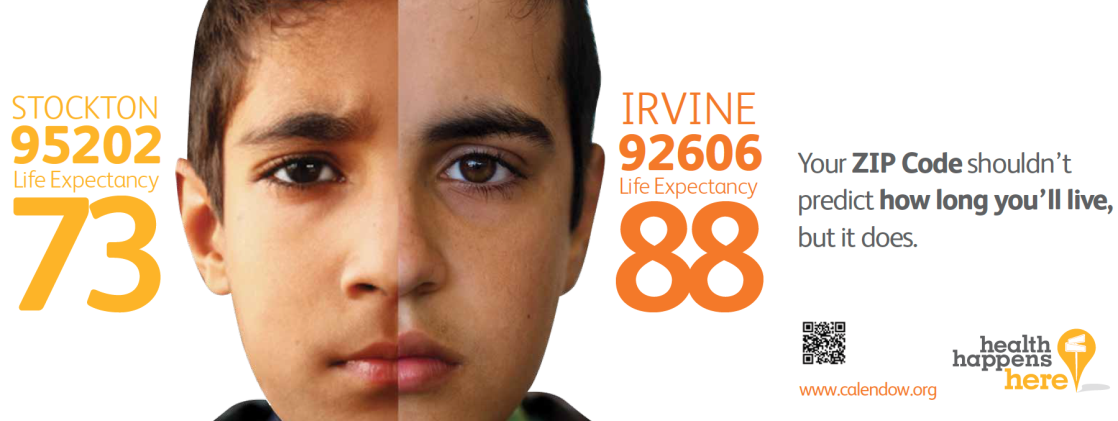 STOCKTON
95202
Life Expectancy
73
IRVINE
92606
Life Expectancy
88
Your ZIP Code shouldn't
predict how long you'll live,
but it does.
www.calendow.org
health
happens
here